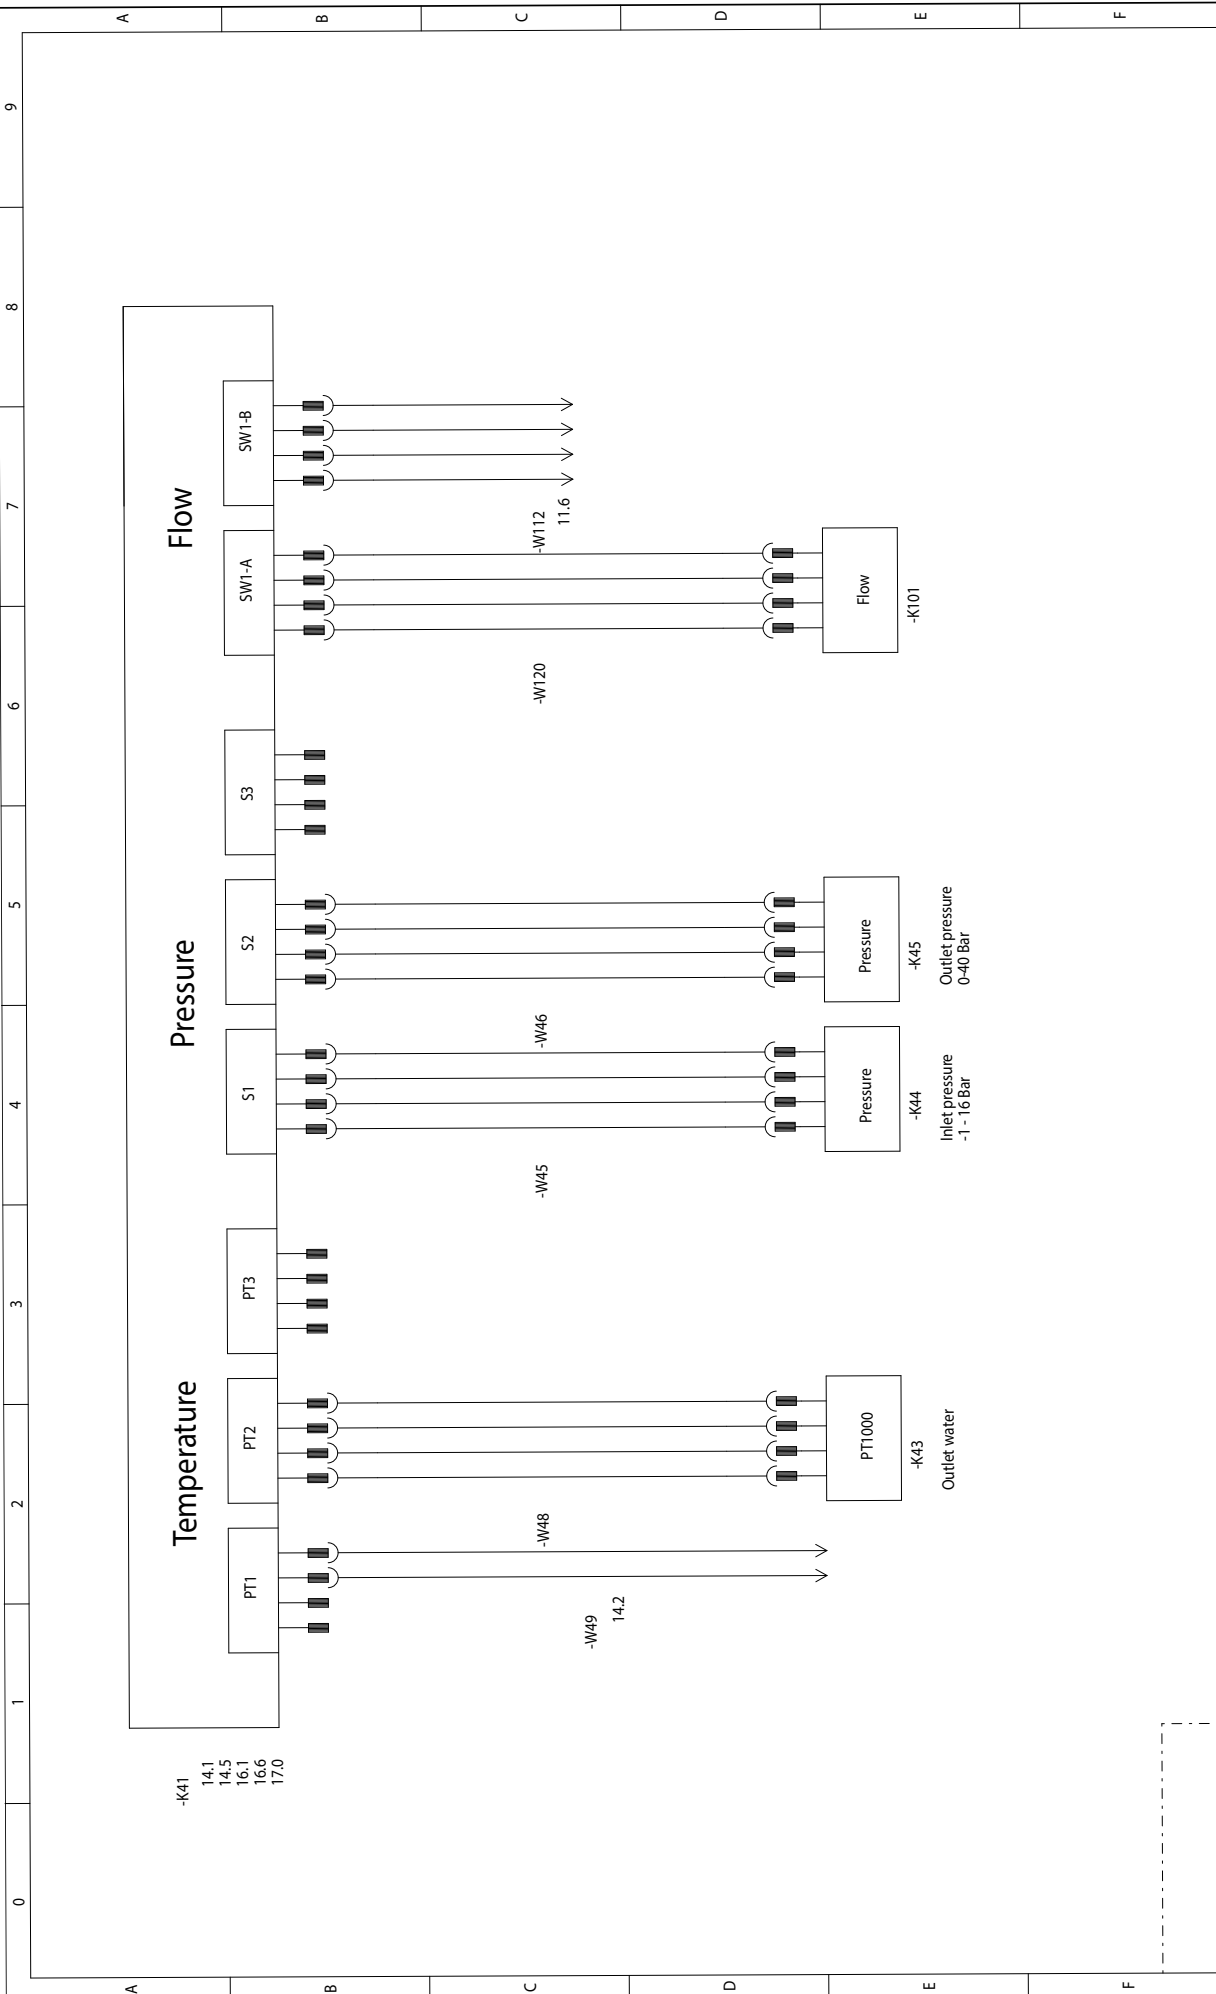 0
1
2
3
4
5
6
7
8
9
A
A
B
B
C
C
D
D
E
E
F
F
-K41
14.1
14.5
16.1
16.6
17.0
Temperature
Pressure
Flow
PT1
PT2
PT3
S1
S2
S3
SW1-A
SW1-B
-W49
14.2
-W48
-W45
-W46
-W120
-W112
11.6
PT1000
-K43
Outlet water
Pressure
-K44
Inlet pressure
-1 - 16 Bar
Pressure
-K45
Outlet pressure
0-40 Bar
Flow
-K101